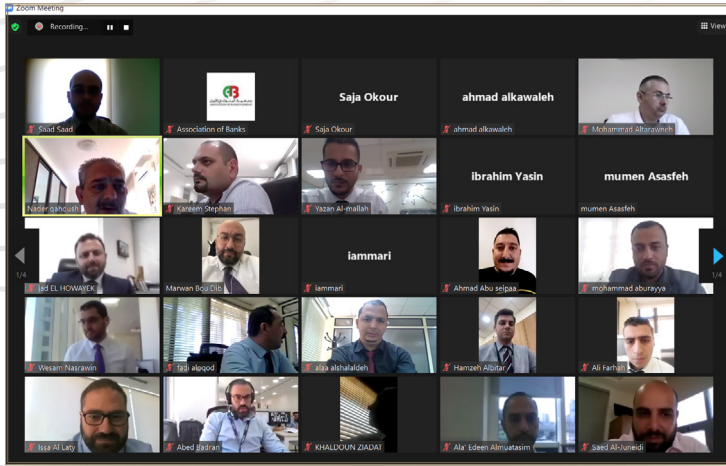 Zoom Meeting
Recording...
View
Saad Saad
Association of Banks
Saja Okour
Saja Okour
ahmad alkawaleh
ahmad alkawaleh
Mohammad Altarawneh
Nader qahoush
Kareem Stephan
Yazan Al-mallah
ibrahim Yasin
ibrahim Yasin
mumen Asasfeh
mumen Asasfeh
1/4
jad EL HOWAYEK
Marwan Bou Diib
iammari
iammari
Ahmad Abu seipaa
mohammad aburayya
1/4
Wesam Nasrawin
fadi alqqod
alaa alshalaldeh
Hamzeh Albitar
Ali Farhah
Issa Al Laty
Abed Badran
KHALDOUN ZIADAT
Ala' Edeen Almuatasim
Saed Al-Juneidi